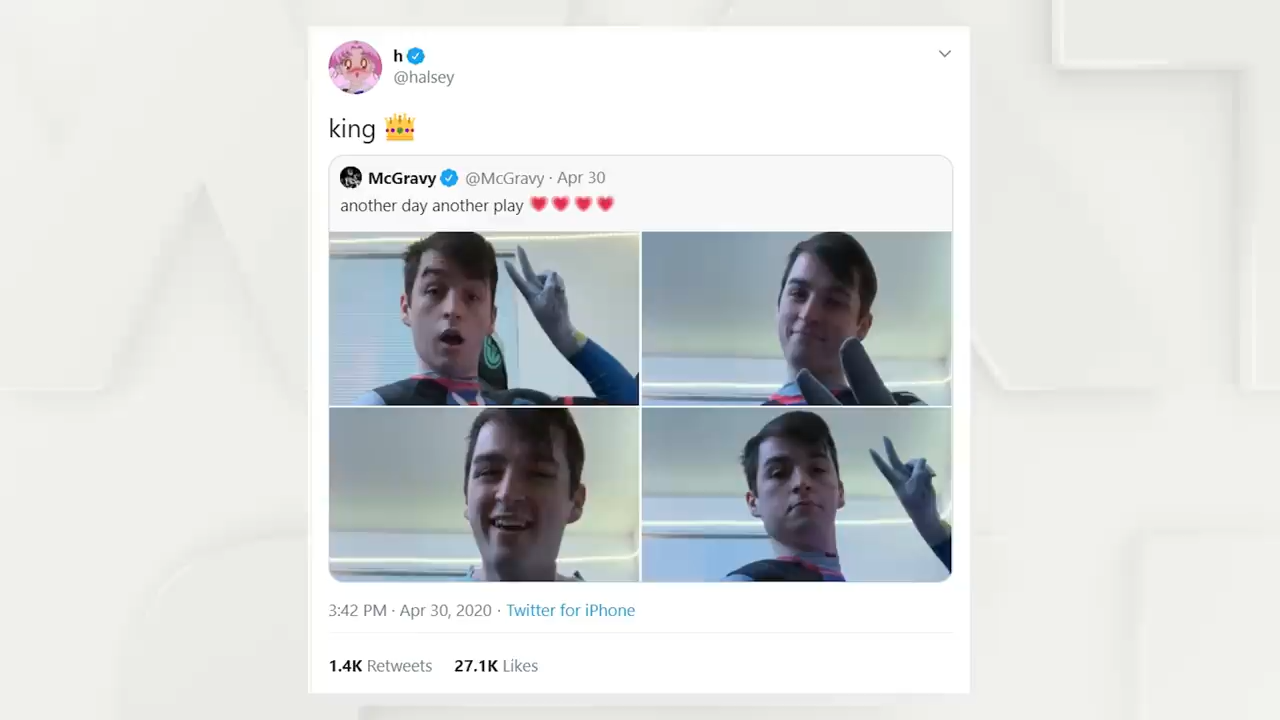 h
@halsey
king 👑
McGravy @McGravy · Apr 30
another day another play ❤️❤️❤️❤️
3:42 PM · Apr 30, 2020 · Twitter for iPhone
1.4K Retweets 27.1K Likes